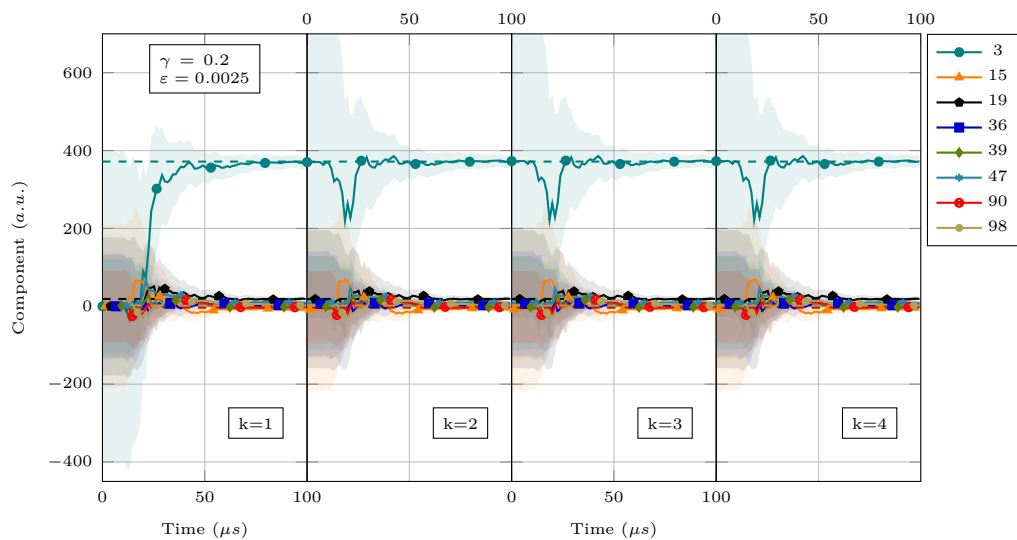 0 50 100 50 100
γ = 0.2
ε = 0.0025
3
15
19
36
39
47
90
98
600
400
200
0
−200
−400
Component (a.u.)
k=1 k=2 k=3 k=4
0 50 100 0 50 100
Time (μs) Time (μs)